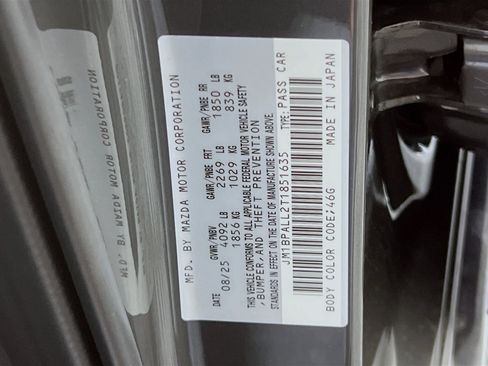 MFD. BY MAZDA MOTOR CORPORATION
DATE GVWR/PNBV GAWR/PNBE FRT GAWR/PNBE RR
08/25 4092 LB 2269 LB 1850 LB
1856 KG 1029 KG 839 KG
THIS VEHICLE CONFORMS TO ALL APPLICABLE FEDERAL MOTOR VEHICLE SAFETY
,BUMPER,AND THEFT PREVENTION
STANDARDS IN EFFECT ON THE DATE OF MANUFACTURE SHOWN ABOVE.
JM1BPALL2T1851635 TYPE:PASS CAR
BODY COLOR CODE;46G MADE IN JAPAN